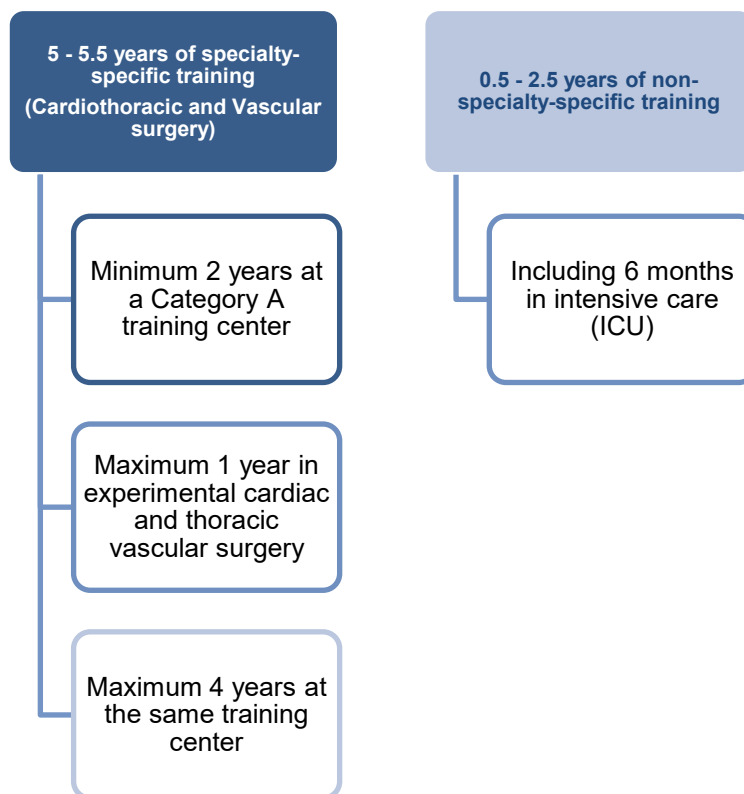 5 - 5.5 years of specialty-
specific training
(Cardiothoracic and Vascular
surgery)
Minimum 2 years at
a Category A
training center
Maximum 1 year in
experimental cardiac
and thoracic
vascular surgery
Maximum 4 years at
the same training
center
0.5 - 2.5 years of non-
specialty-specific training
Including 6 months
in intensive care
(ICU)